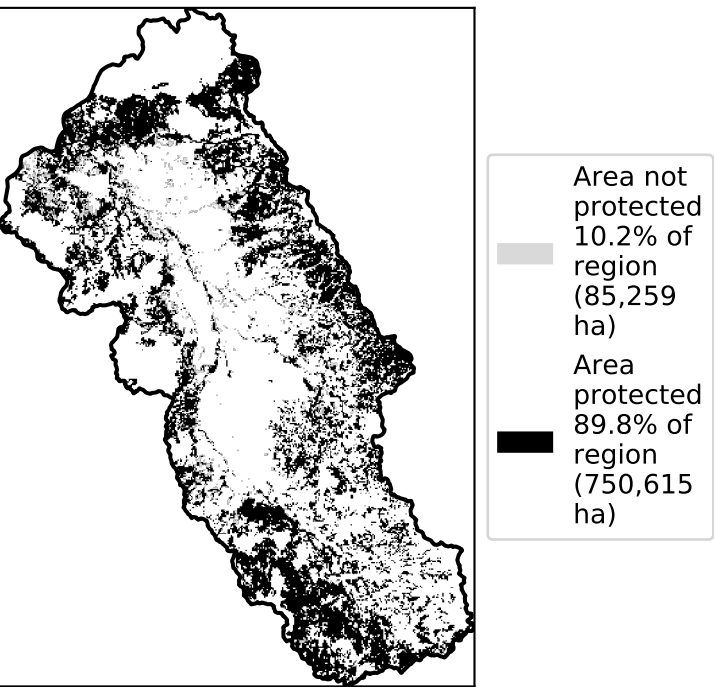 Area not
protected
10.2% of
region
(85,259
ha)
Area
protected
89.8% of
region
(750,615
ha)